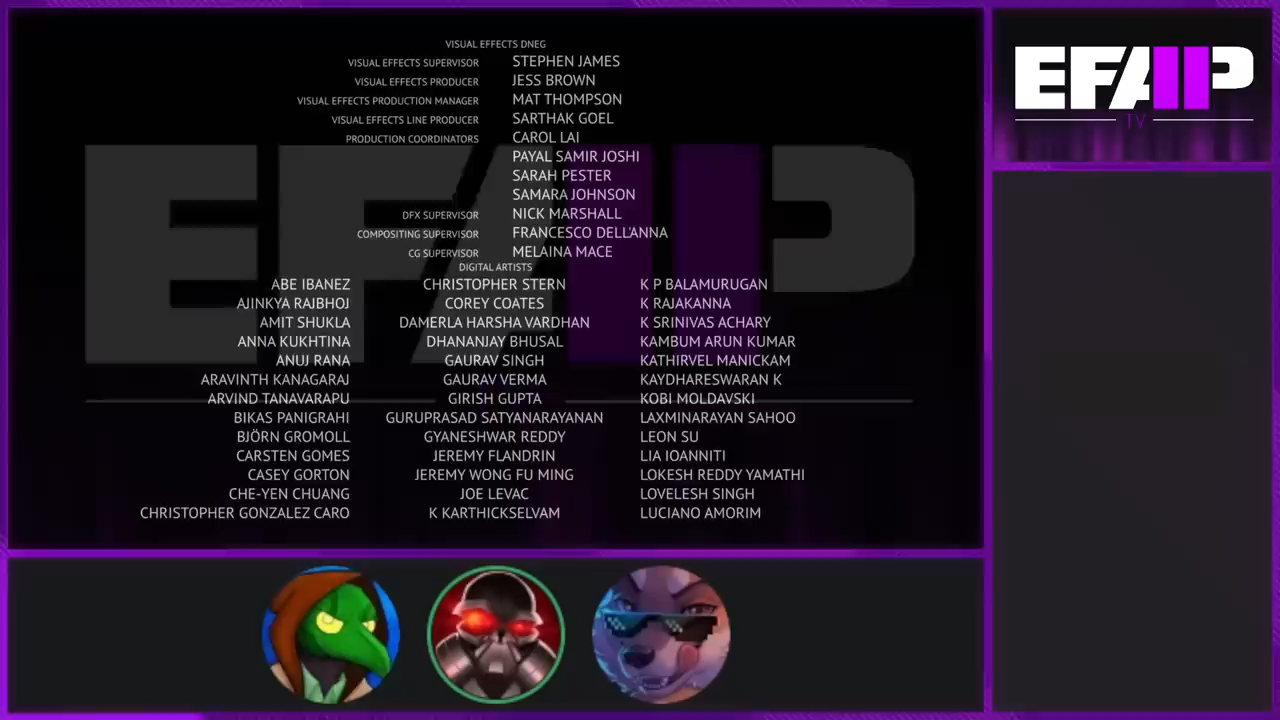 VISUAL EFFECTS DNEG
VISUAL EFFECTS SUPERVISOR STEPHEN JAMES
VISUAL EFFECTS PRODUCER JESS BROWN
VISUAL EFFECTS PRODUCTION MANAGER MAT THOMPSON
VISUAL EFFECTS LINE PRODUCER SARTHAK GOEL
PRODUCTION COORDINATORS CAROL LAI
PAYAL SAMIR JOSHI
SARAH PESTER
SAMARA JOHNSON
DFX SUPERVISOR NICK MARSHALL
COMPOSITING SUPERVISOR FRANCESCO DELL'ANNA
CG SUPERVISOR MELAINA MACE
DIGITAL ARTISTS
ABE IBANEZ CHRISTOPHER STERN K P BALAMURUGAN
AJINKYA RAJBHOJ COREY COATES K RAJAKANNA
AMIT SHUKLA DAMERLA HARSHA VARDHAN K SRINIVAS ACHARY
ANNA KUKHTINA DHANANJAY BHUSAL KAMBUM ARUN KUMAR
ANUJ RANA GAURAV SINGH KATHIRVEL MANICKAM
ARAVINTH KANAGARAJ GAURAV VERMA KAYDHARESWARAN K
ARVIND TANAVARAPU GIRISH GUPTA KOBI MOLDAVSKI
BIKAS PANIGRAHI GURUPRASAD SATYANARAYANAN LAXMINARAYAN SAHOO
BJÖRN GROMOLL GYANESHWAR REDDY LEON SU
CARSTEN GOMES JEREMY FLANDRIN LIA IOANNITI
CASEY GORTON JEREMY WONG FU MING LOKESH REDDY YAMATHI
CHE-YEN CHUANG JOE LEVAC LOVELESH SINGH
CHRISTOPHER GONZALEZ CARO K KARTHICKSELVAM LUCIANO AMORIM
EFAP
EFAP
TV